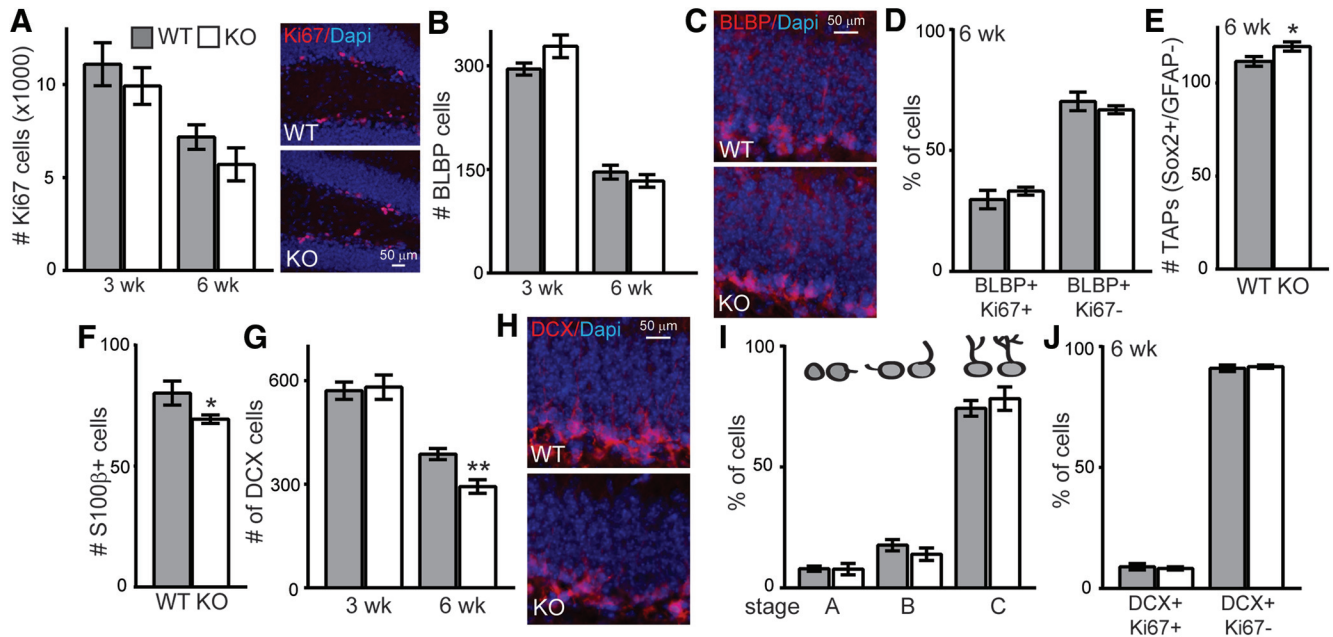 A
WT KO
# Ki67 cells (x1000)
10
5
0
3 wk 6 wk
Ki67/Dapi
WT
KO
50 µm
B
# BLBP cells
300
150
0
3 wk 6 wk
C
BLBP/Dapi
50 µm
WT
KO
D
6 wk
% of cells
100
50
0
BLBP+ BLBP+
Ki67+ Ki67-
E
6 wk
*
# TAPs (Sox2+/GFAP-)
100
50
0
WT KO
F
# S100β+ cells
100
50
0
*
WT KO
G
# of DCX cells
600
300
0
**
3 wk 6 wk
H
DCX/Dapi
50 µm
WT
KO
I
% of cells
100
50
0
stage A B C
J
6 wk
% of cells
100
50
0
DCX+ DCX+
Ki67+ Ki67-